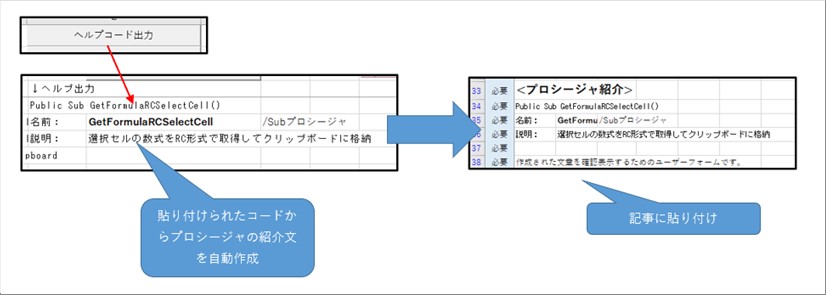 ヘルプコード出力
↓ヘルプ出力
Public Sub GetFormulaRCSelectCell()
名前： GetFormulaRCSelectCell /Subプロシージャ
説明： 選択セルの数式をRC形式で取得してクリップボードに格納
pboard
貼り付けられたコードか
らプロシージャの紹介文
を自動作成
33 必要 <プロシージャ紹介>
34 必要 Public Sub GetFormulaRCSelectCell()
35 必要 名前： GetFormu /Subプロシージャ
必要 説明： 選択セルの数式をRC形式で取得してクリップボードに格納
37 必要
38 必要 作成された文章を確認表示するためのユーザーフォームです。
記事に貼り付け